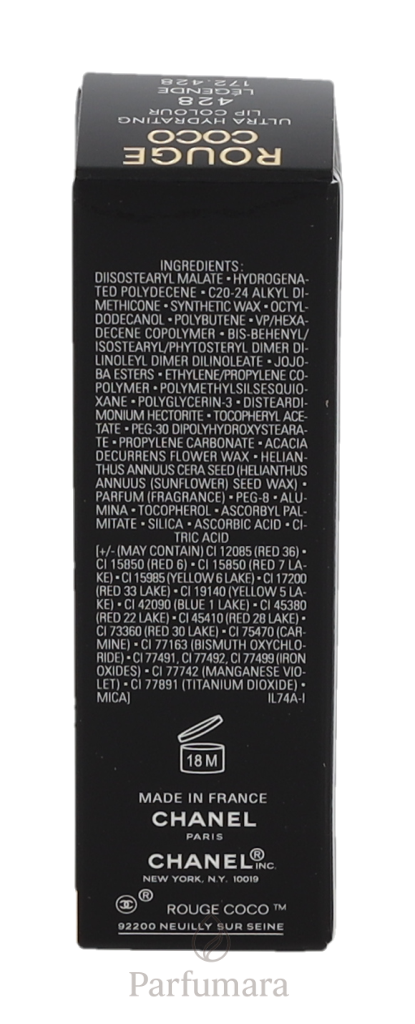 ROUGE
COCO
ULTRA HYDRATING
LIP COLOUR
428
LÉGENDE
172.428
INGREDIENTS:
DIISOSTEARYL MALATE • HYDROGENA-
TED POLYDECENE • C20-24 ALKYL DI-
METHICONE • SYNTHETIC WAX • OCTYL-
DODECANOL • POLYBUTENE • VP/HEXA-
DECENE COPOLYMER • BIS-BEHENYL/
ISOSTEARYL/PHYTOSTERYL DIMER DI-
LINOLEYL DIMER DILINOLEATE • JOJO-
BA ESTERS • ETHYLENE/PROPYLENE CO-
POLYMER • POLYMETHYLSILSESQUIO-
XANE • POLYGLYCERIN-3 • DISTEARDI-
MONIUM HECTORITE • TOCOPHERYL ACE-
TATE • PEG-30 DIPOLYHYDROXYSTEARA-
TE • PROPYLENE CARBONATE • ACACIA
DECURRENS FLOWER WAX • HELIAN-
THUS ANNUUS CERA SEED (HELIANTHUS
ANNUUS (SUNFLOWER) SEED WAX) •
PARFUM (FRAGRANCE) • PEG-8 • ALU-
MINA • TOCOPHEROL • ASCORBYL PAL-
MITATE • SILICA • ASCORBIC ACID • CI-
TRIC ACID
[+/- (MAY CONTAIN) CI 12085 (RED 36) •
CI 15850 (RED 6) • CI 15850 (RED 7 LA-
KE) • CI 15985 (YELLOW 6 LAKE) • CI 17200
(RED 33 LAKE) • CI 19140 (YELLOW 5 LA-
KE) • CI 42090 (BLUE 1 LAKE) • CI 45380
(RED 22 LAKE) • CI 45410 (RED 28 LAKE) •
CI 73360 (RED 30 LAKE) • CI 75470 (CAR-
MINE) • CI 77163 (BISMUTH OXYCHLO-
RIDE) • CI 77491, CI 77492, CI 77499 (IRON
OXIDES) • CI 77742 (MANGANESE VIO-
LET) • CI 77891 (TITANIUM DIOXIDE) •
MICA] IL74A-I
18 M
MADE IN FRANCE
CHANEL
PARIS
CHANEL® INC.
NEW YORK, N.Y. 10019
® ROUGE COCO™
92200 NEUILLY SUR SEINE
Parfumara